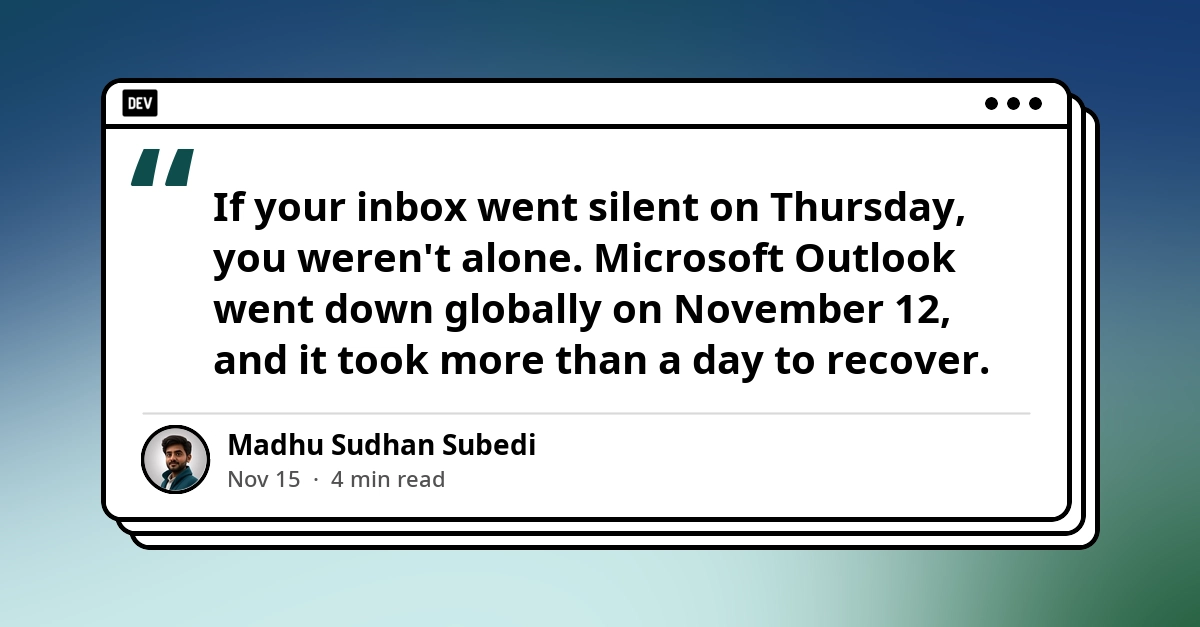 DEV
If your inbox went silent on Thursday,
you weren't alone. Microsoft Outlook
went down globally on November 12,
and it took more than a day to recover.
Madhu Sudhan Subedi
Nov 15 · 4 min read